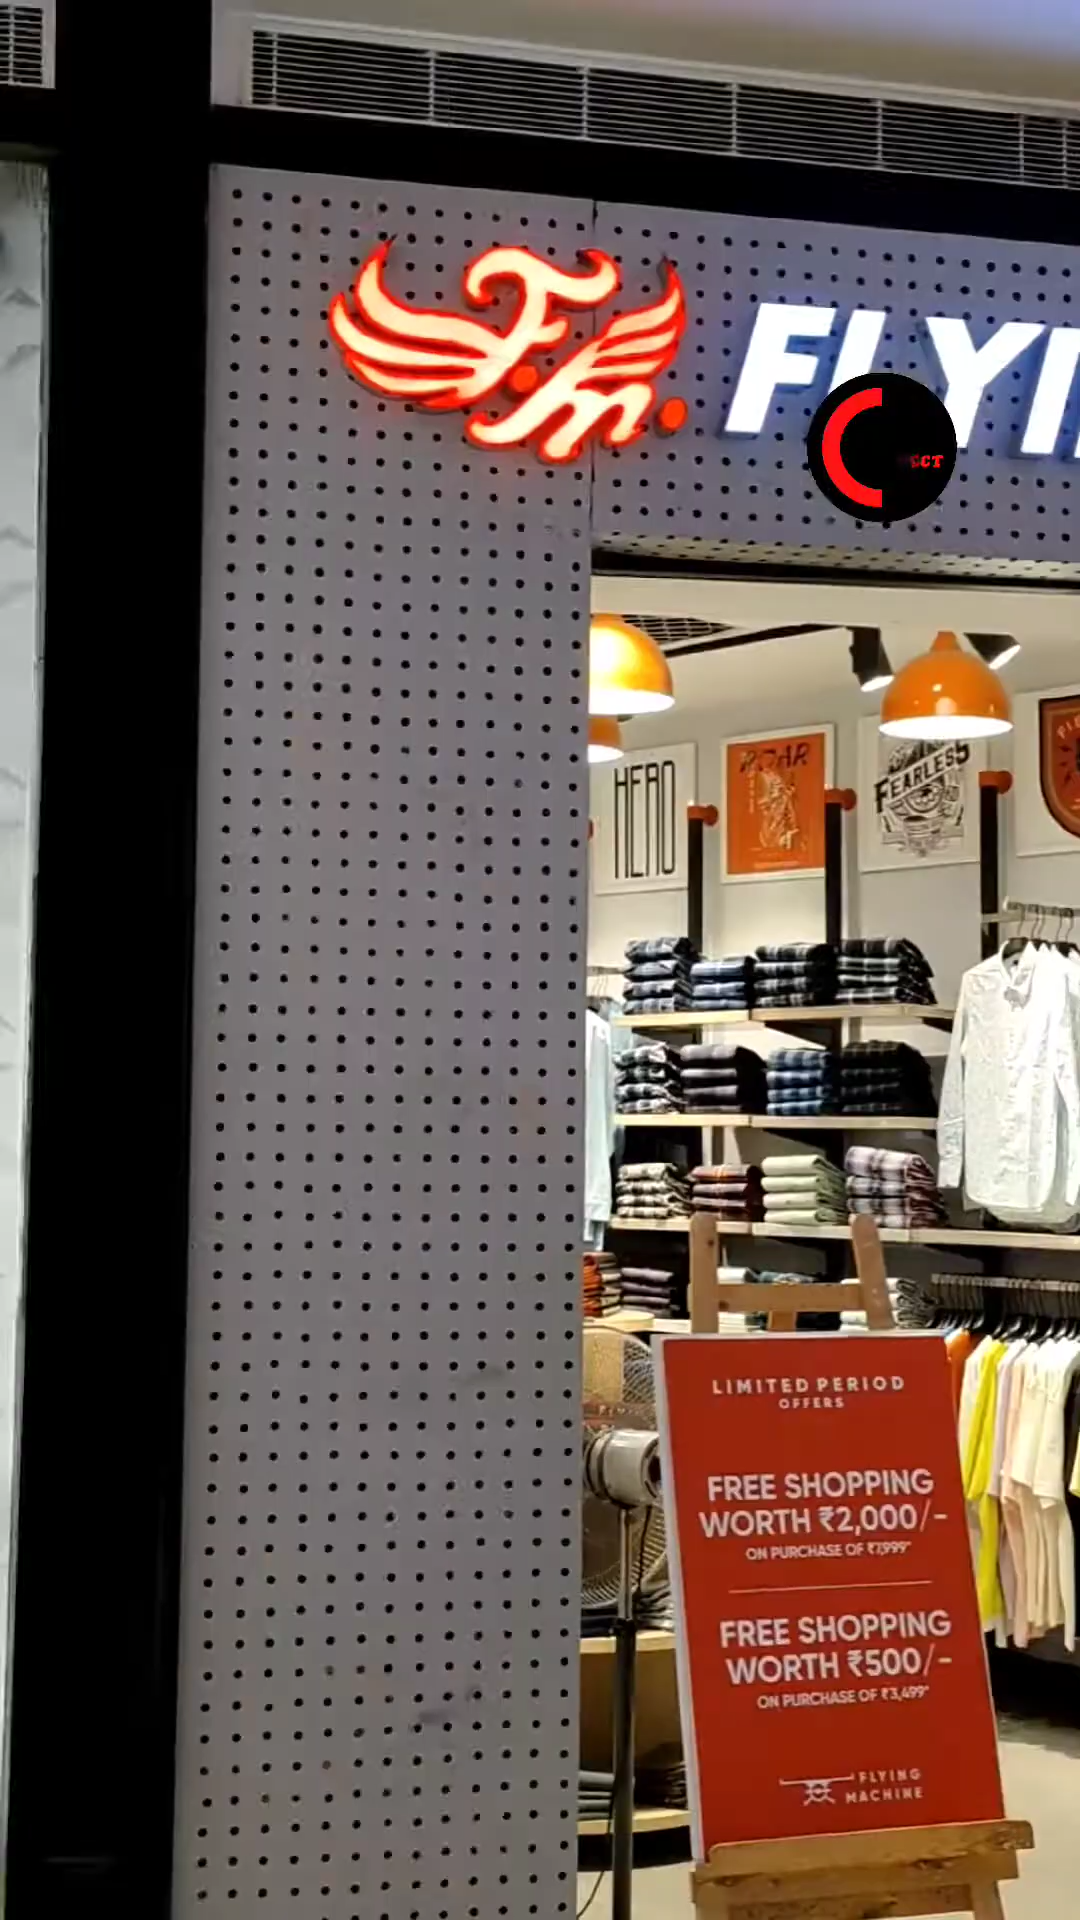 F.M.
FLYI
HERO
ROAR
FEARLESS
LIMITED PERIOD
OFFERS
FREE SHOPPING
WORTH ₹2,000/-
ON PURCHASE OF ₹7,999*
FREE SHOPPING
WORTH ₹500/-
ON PURCHASE OF ₹3,499*
FLYING
MACHINE